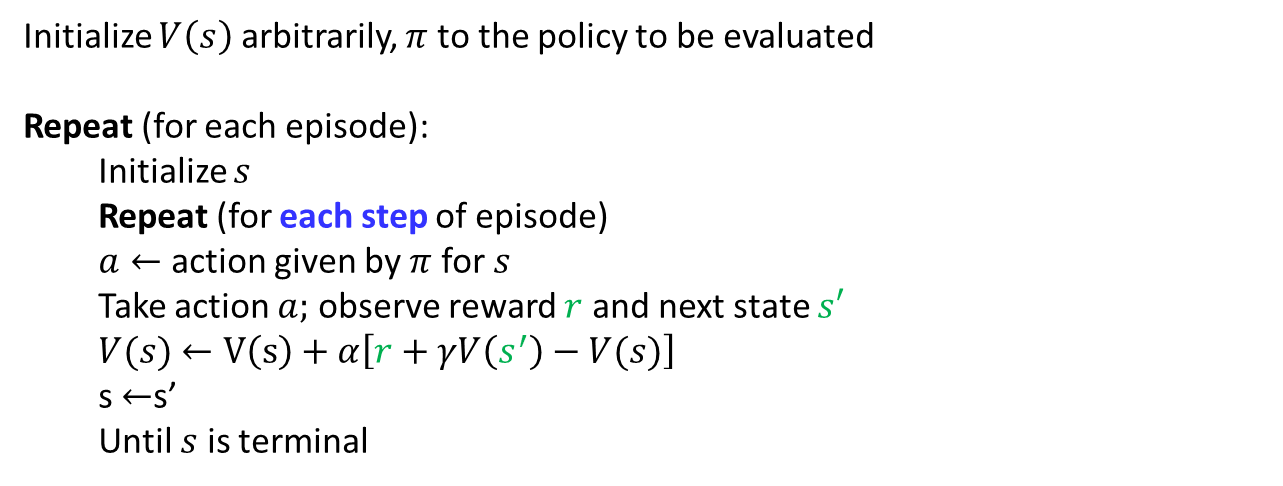 Initialize V(s) arbitrarily, π to the policy to be evaluated
Repeat (for each episode):
Initialize s
Repeat (for each step of episode)
a ← action given by π for s
Take action a; observe reward r and next state s′
V(s) ← V(s) + α[r + γV(s′) − V(s)]
s ←s’
Until s is terminal